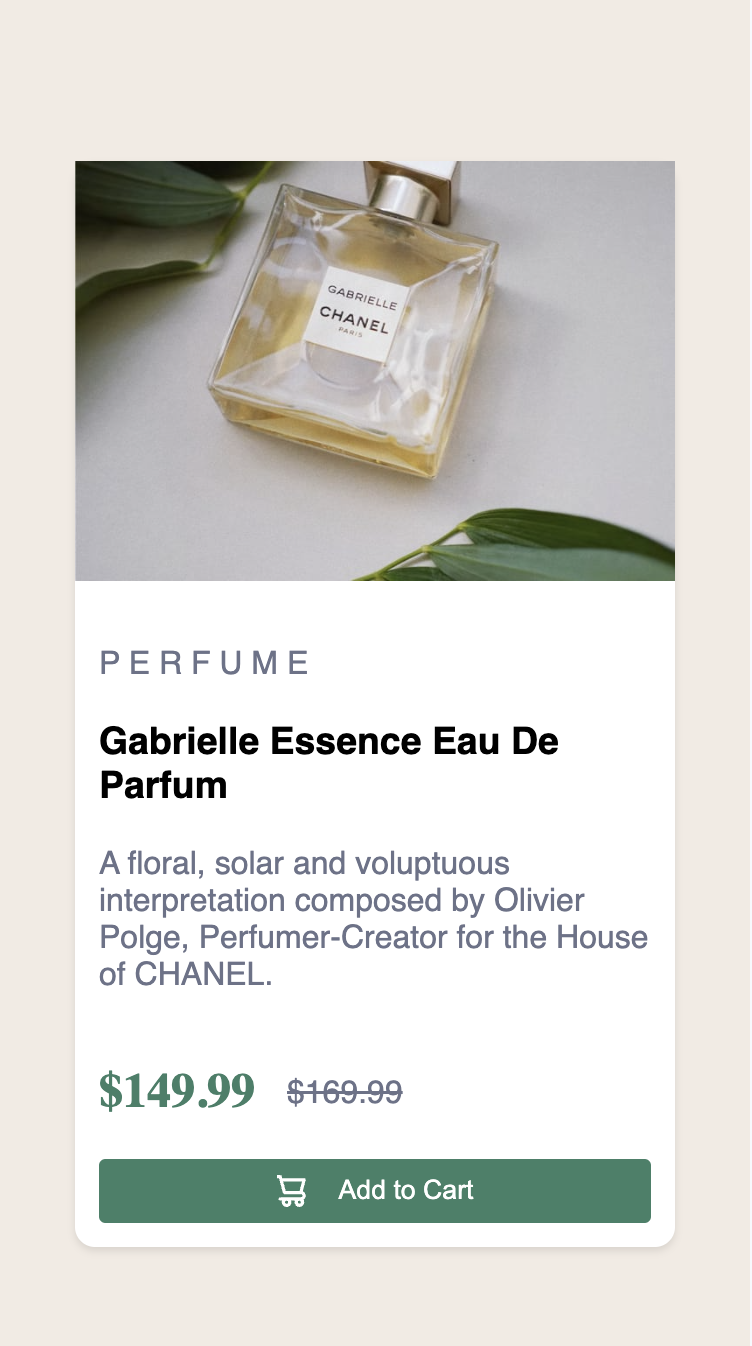 GABRIELLE
CHANEL
PARIS
PERFUME
Gabrielle Essence Eau De
Parfum
A floral, solar and voluptuous
interpretation composed by Olivier
Polge, Perfumer-Creator for the House
of CHANEL.
$149.99 $169.99
Add to Cart